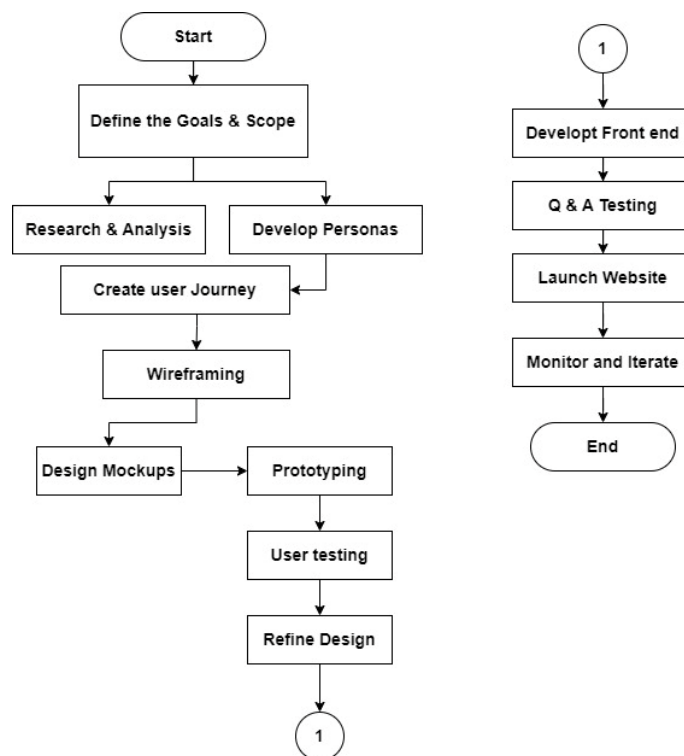 Start
Define the Goals & Scope
Research & Analysis
Develop Personas
Create user Journey
Wireframing
Design Mockups
Prototyping
User testing
Refine Design
1
1
Developt Front end
Q & A Testing
Launch Website
Monitor and Iterate
End